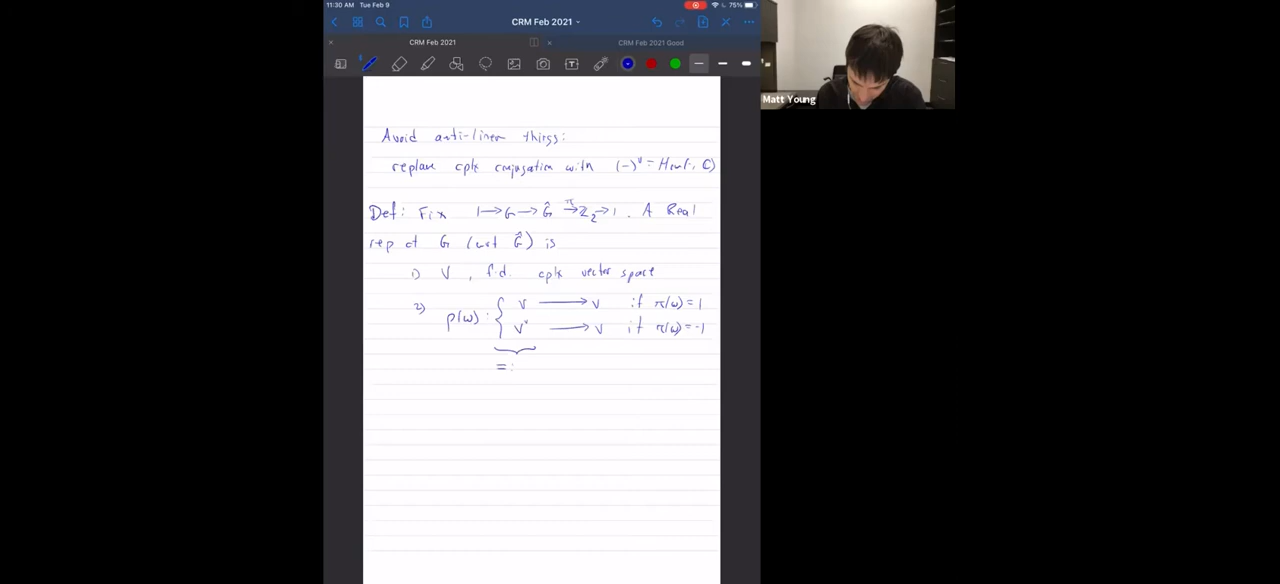 11:30 AM Tue Feb 9
75%
CRM Feb 2021
CRM Feb 2021
CRM Feb 2021 Good
Matt Young
Avoid anti-linear things:
replace cplx conjugation with (-)^∨ = Hom(-, ℂ)
Def: Fix 1 → G → Ĝ →^π ℤ₂ → 1 . A Real
rep of G (not Ĝ) is
1) V , f.d. cplx vector space
2) ρ(ω) : { V ⟶ V if π(ω) = 1
V^∨ ⟶ V if π(ω) = -1
=: